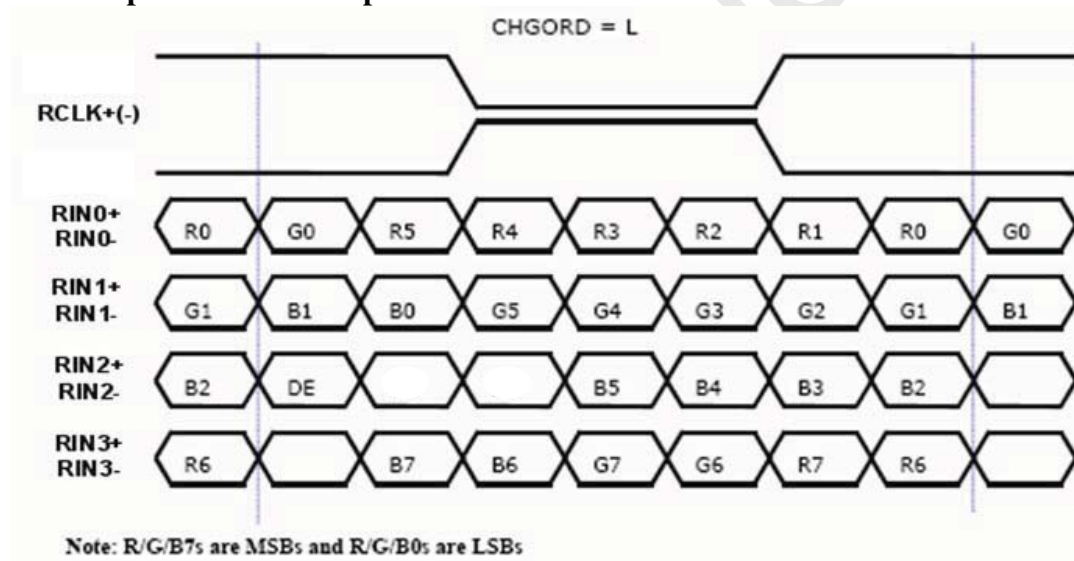 CHGORD = L
RCLK+(-)
RIN0+
RIN0-
R0 G0 R5 R4 R3 R2 R1 R0 G0
RIN1+
RIN1-
G1 B1 B0 G5 G4 G3 G2 G1 B1
RIN2+
RIN2-
B2 DE B5 B4 B3 B2
RIN3+
RIN3-
R6 B7 B6 G7 G6 R7 R6
Note: R/G/B7s are MSBs and R/G/B0s are LSBs